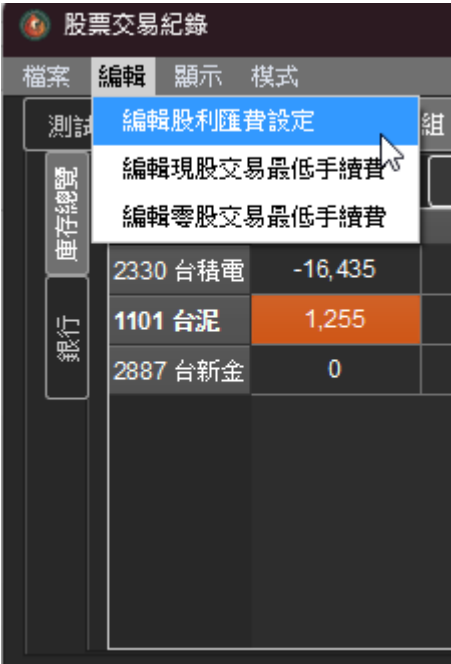 股票交易紀錄
檔案 編輯 顯示 模式
編輯股利匯費設定
編輯現股交易最低手續費
編輯零股交易最低手續費
測試
組
庫存總覽
銀行
2330 台積電 -16,435
1101 台泥 1,255
2887 台新金 0